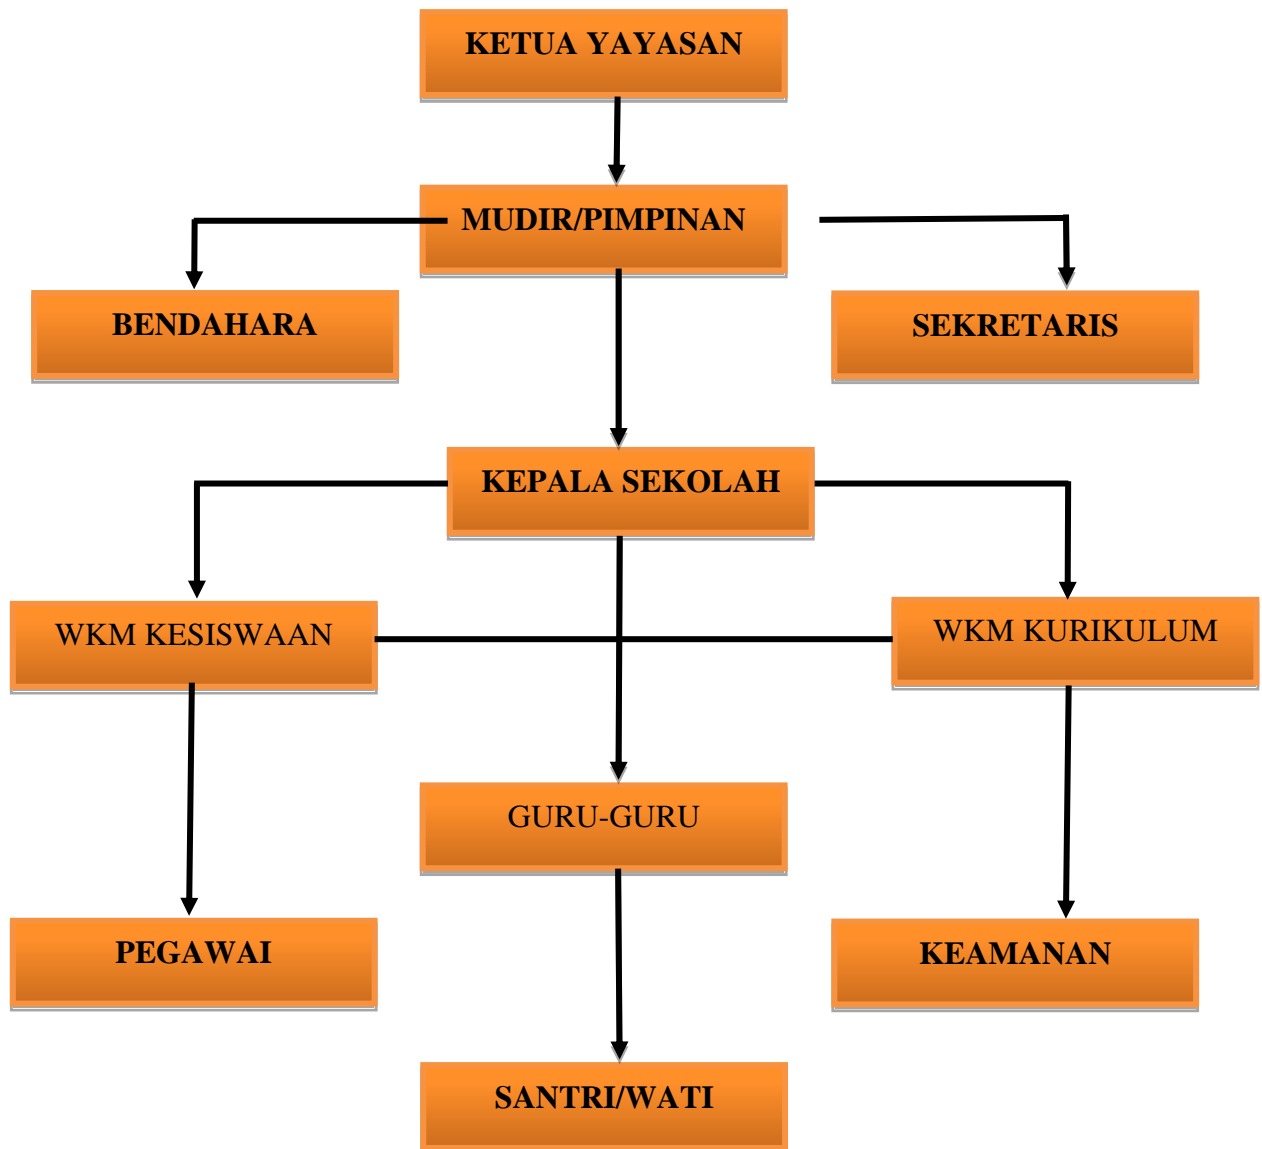 KETUA YAYASAN
MUDIR/PIMPINAN
BENDAHARA
SEKRETARIS
KEPALA SEKOLAH
WKM KESISWAAN
WKM KURIKULUM
GURU-GURU
PEGAWAI
KEAMANAN
SANTRI/WATI